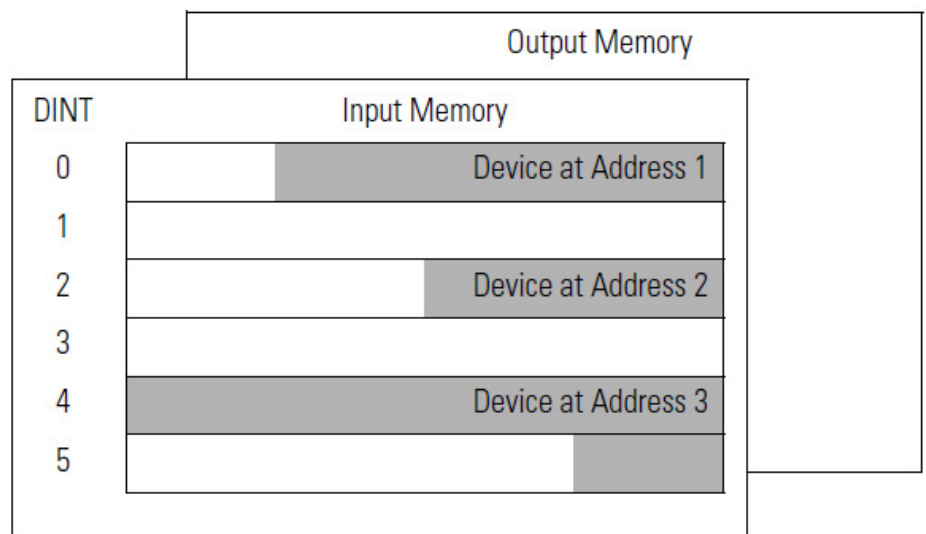 Output Memory
DINT Input Memory
0 Device at Address 1
1
2 Device at Address 2
3
4 Device at Address 3
5